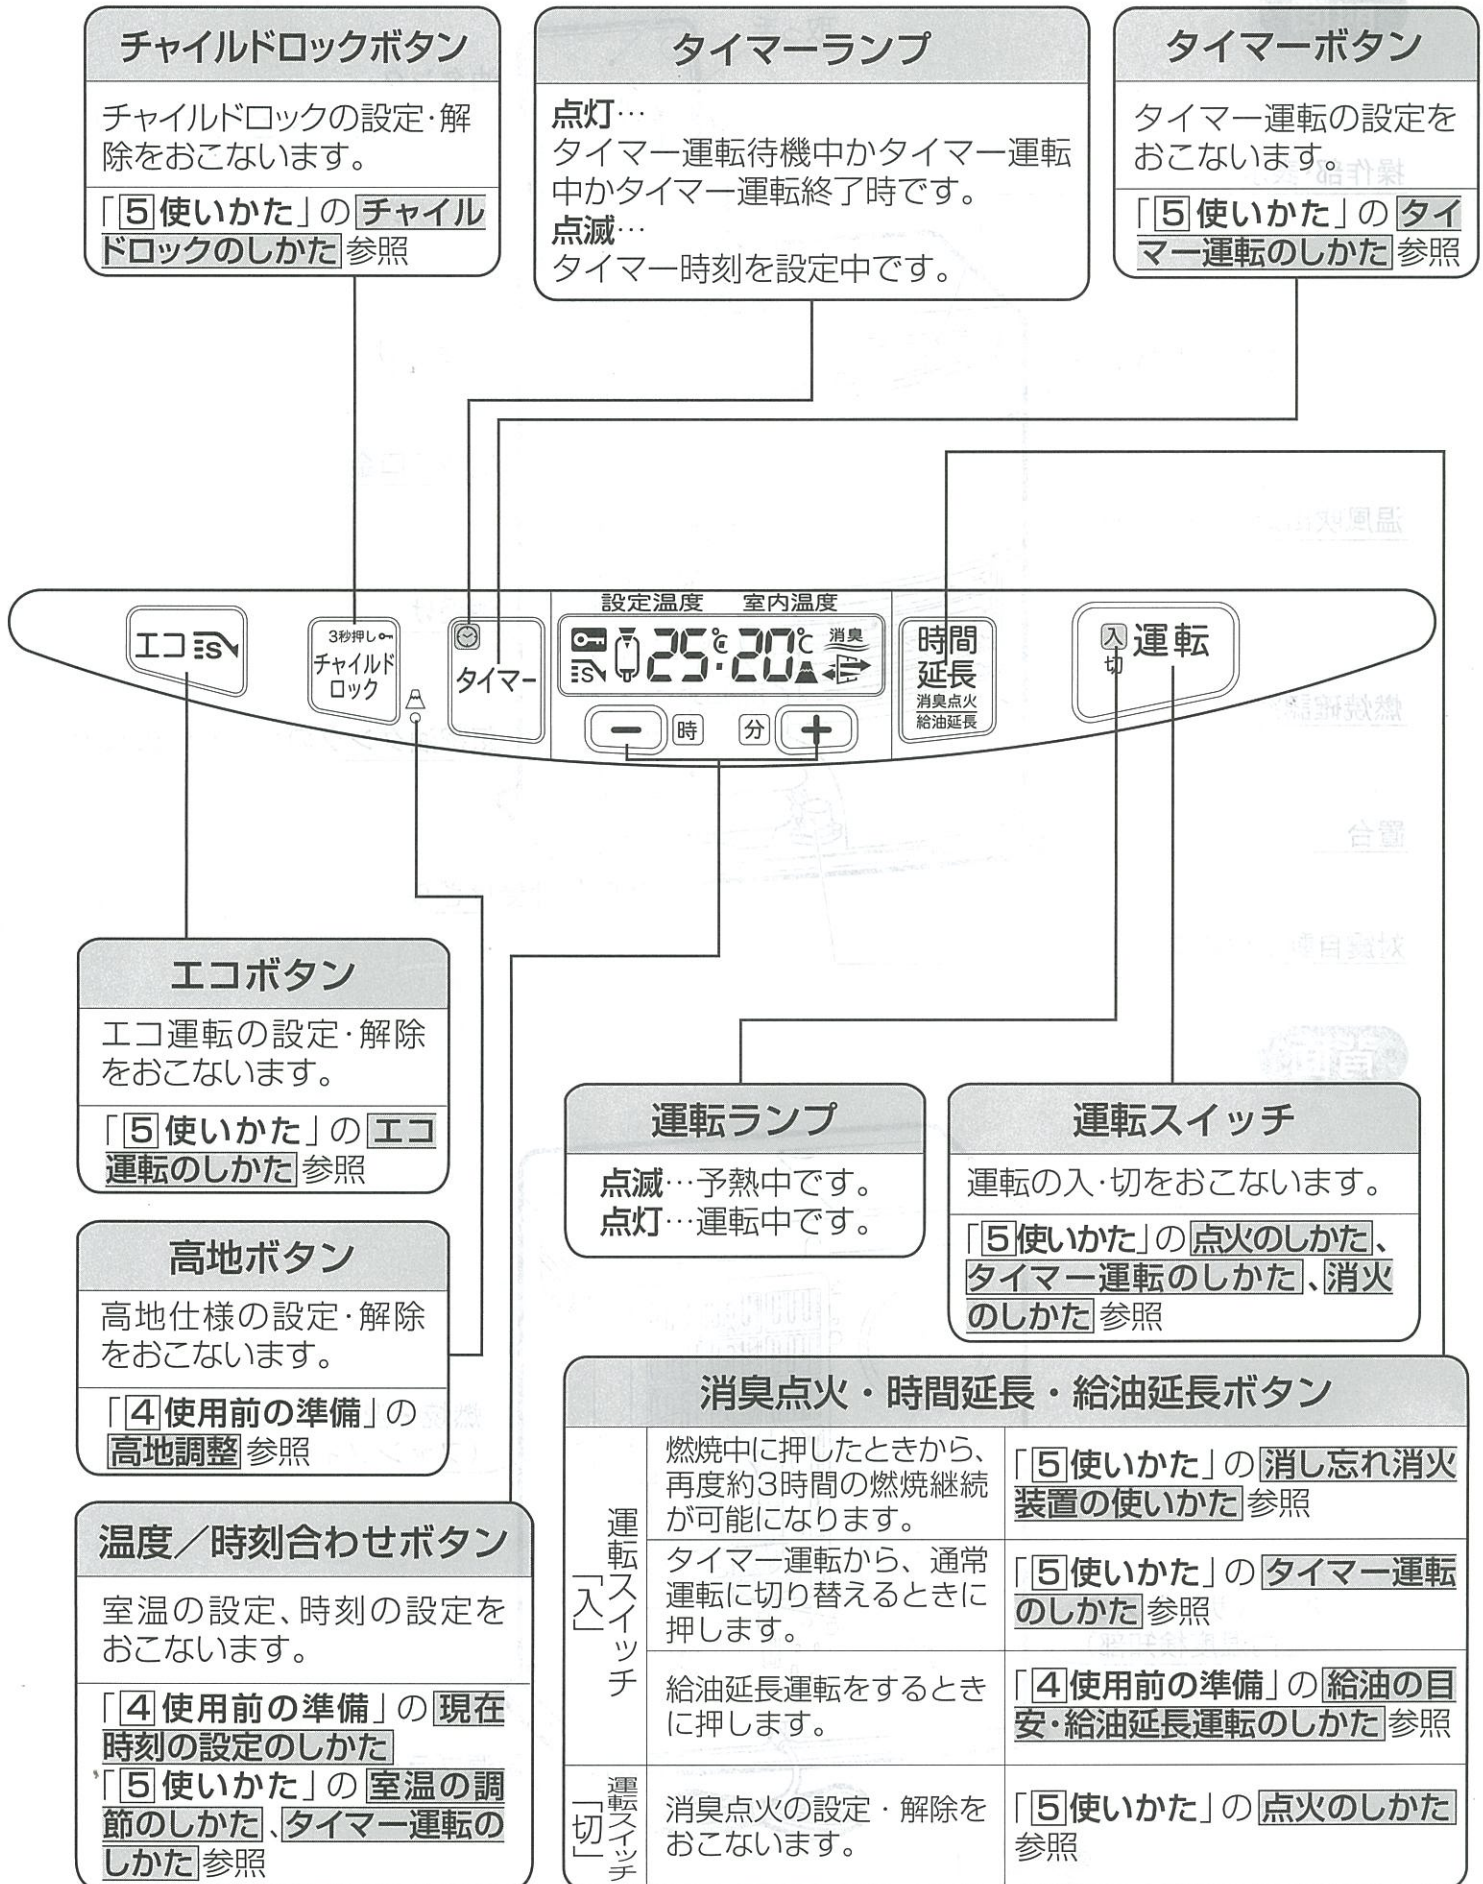 チャイルドロックボタン
チャイルドロックの設定・解
除をおこないます。
「5使いかた」のチャイル
ドロックのしかた参照
タイマーランプ
点灯…
タイマー運転待機中かタイマー運転
中かタイマー運転終了時です。
点滅…
タイマー時刻を設定中です。
タイマーボタン
タイマー運転の設定を
おこないます。
「5使いかた」のタイ
マー運転のしかた参照
エコ
3秒押し
チャイルド
ロック
タイマー
設定温度 室内温度
25℃:20℃
消臭
時 分
時間
延長
消臭点火
給油延長
入
切
運転
エコボタン
エコ運転の設定・解除
をおこないます。
「5使いかた」のエコ
運転のしかた参照
高地ボタン
高地仕様の設定・解除
をおこないます。
「4使用前の準備」の
高地調整参照
温度／時刻合わせボタン
室温の設定、時刻の設定を
おこないます。
「4使用前の準備」の現在
時刻の設定のしかた
「5使いかた」の室温の調
節のしかた、タイマー運転の
しかた参照
運転ランプ
点滅…予熱中です。
点灯…運転中です。
運転スイッチ
運転の入・切をおこないます。
「5使いかた」の点火のしかた、
タイマー運転のしかた、消火
のしかた参照
消臭点火・時間延長・給油延長ボタン
運転スイッチ「入」
燃焼中に押したときから、
再度約3時間の燃焼継続
が可能になります。
「5使いかた」の消し忘れ消火
装置の使いかた参照
タイマー運転から、通常
運転に切り替えるときに
押します。
「5使いかた」のタイマー運転
のしかた参照
給油延長運転をするとき
に押します。
「4使用前の準備」の給油の目
安・給油延長運転のしかた参照
運転スイッチ「切」
消臭点火の設定・解除を
おこないます。
「5使いかた」の点火のしかた
参照